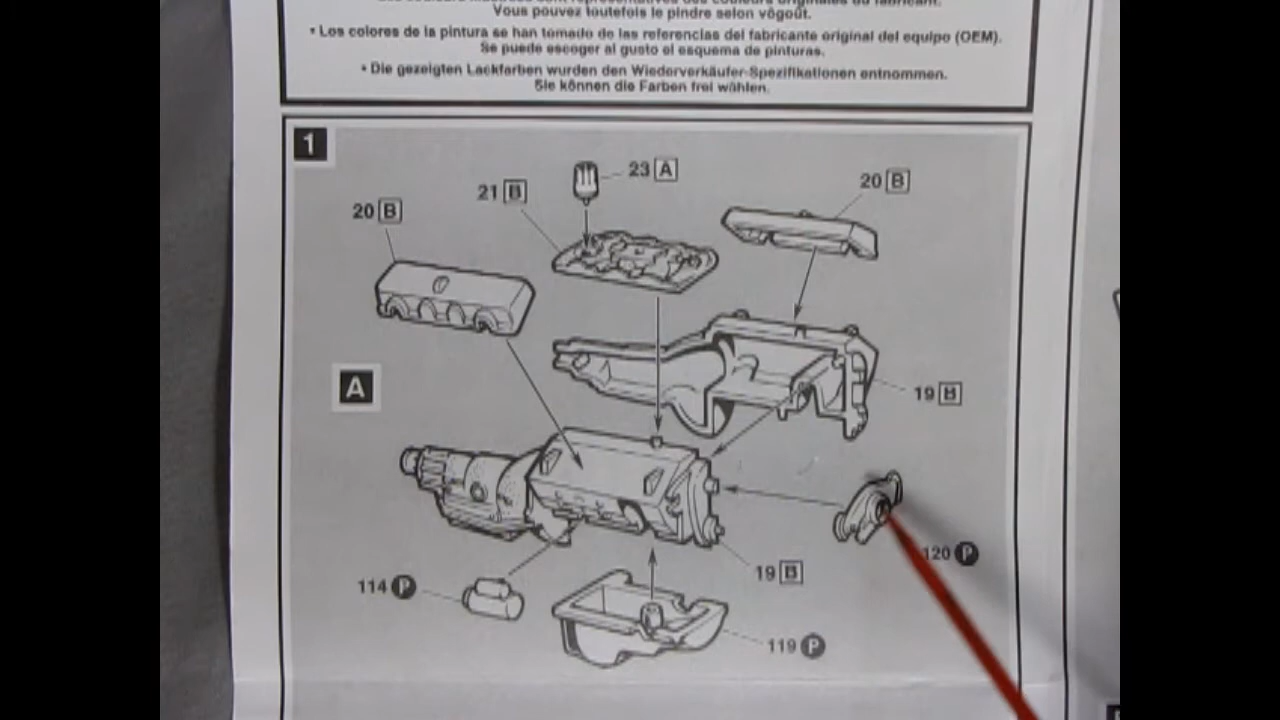 Vous pouvez toutefois le pindre selon vôgoût.
• Los colores de la pintura se han tomado de las referencias del fabricante original del equipo (OEM).
Se puede escoger al gusto el esquema de pinturas.
• Die gezeigten Lackfarben wurden den Wiederverkäufer-Spezifikationen entnommen.
Sie können die Farben frei wählen.
1
23 A
21 B
20 B
20 B
A
19 B
120 P
19 B
114 P
119 P